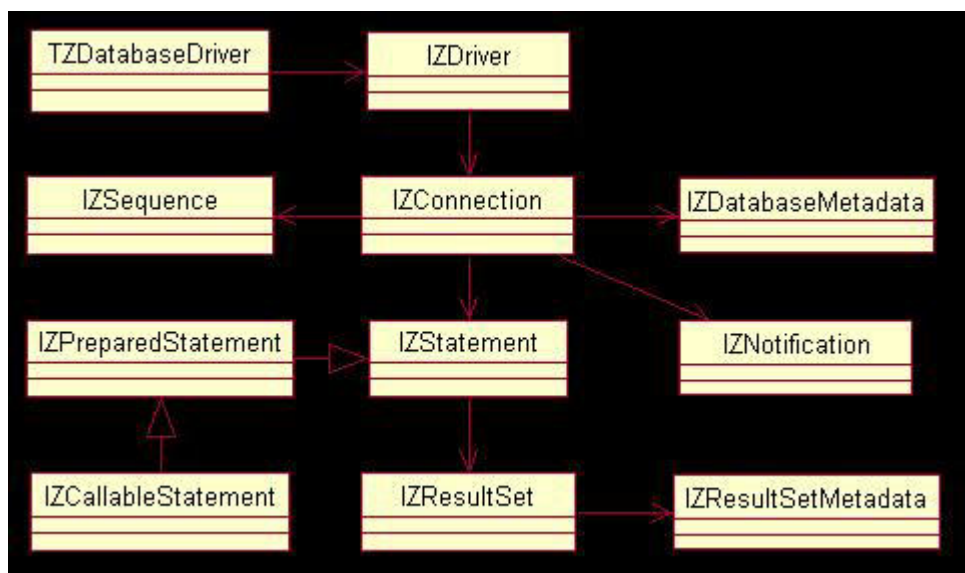 TZDatabaseDriver
IZDriver
IZSequence
IZConnection
IZDatabaseMetadata
IZPreparedStatement
IZStatement
IZNotification
IZCallableStatement
IZResultSet
IZResultSetMetadata